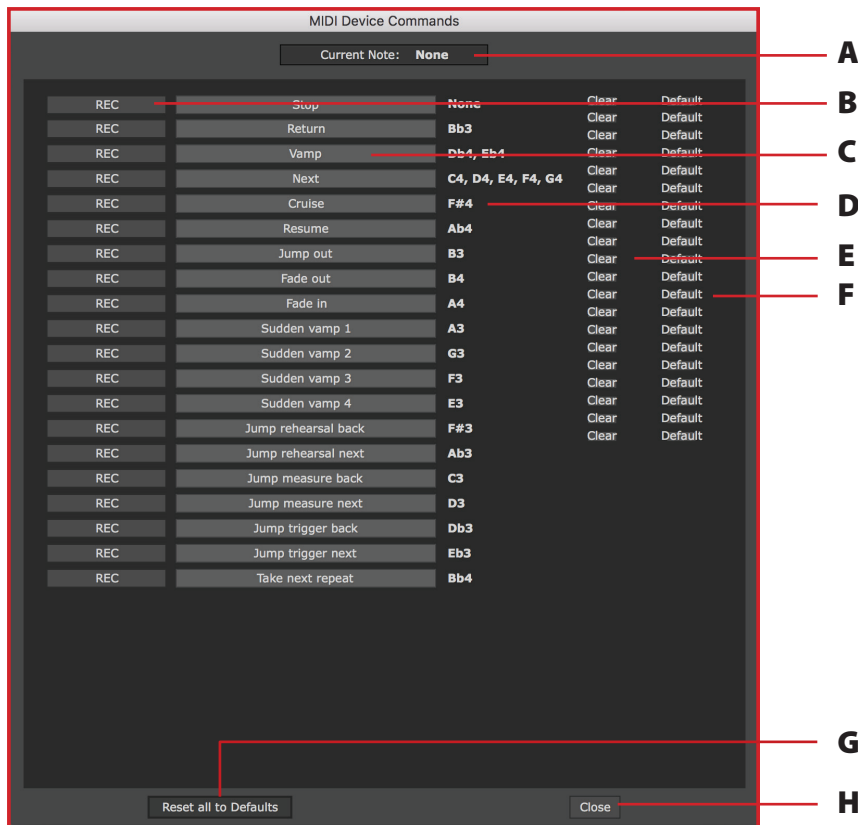 MIDI Device Commands
Current Note: None A
REC Stop None Clear Default B
REC Return Bb3 Clear Default
REC Vamp Db4, Eb4 Clear Default C
REC Next C4, D4, E4, F4, G4 Clear Default
REC Cruise F#4 Clear Default D
REC Resume Ab4 Clear Default
REC Jump out B3 Clear Default E
REC Fade out B4 Clear Default
REC Fade in A4 Clear Default F
REC Sudden vamp 1 A3 Clear Default
REC Sudden vamp 2 G3 Clear Default
REC Sudden vamp 3 F3 Clear Default
REC Sudden vamp 4 E3 Clear Default
REC Jump rehearsal back F#3 Clear Default
REC Jump rehearsal next Ab3 Clear Default
REC Jump measure back C3 Clear Default
REC Jump measure next D3 Clear Default
REC Jump trigger back Db3 Clear Default
REC Jump trigger next Eb3 Clear Default
REC Take next repeat Bb4 Clear Default
G
Reset all to Defaults Close H